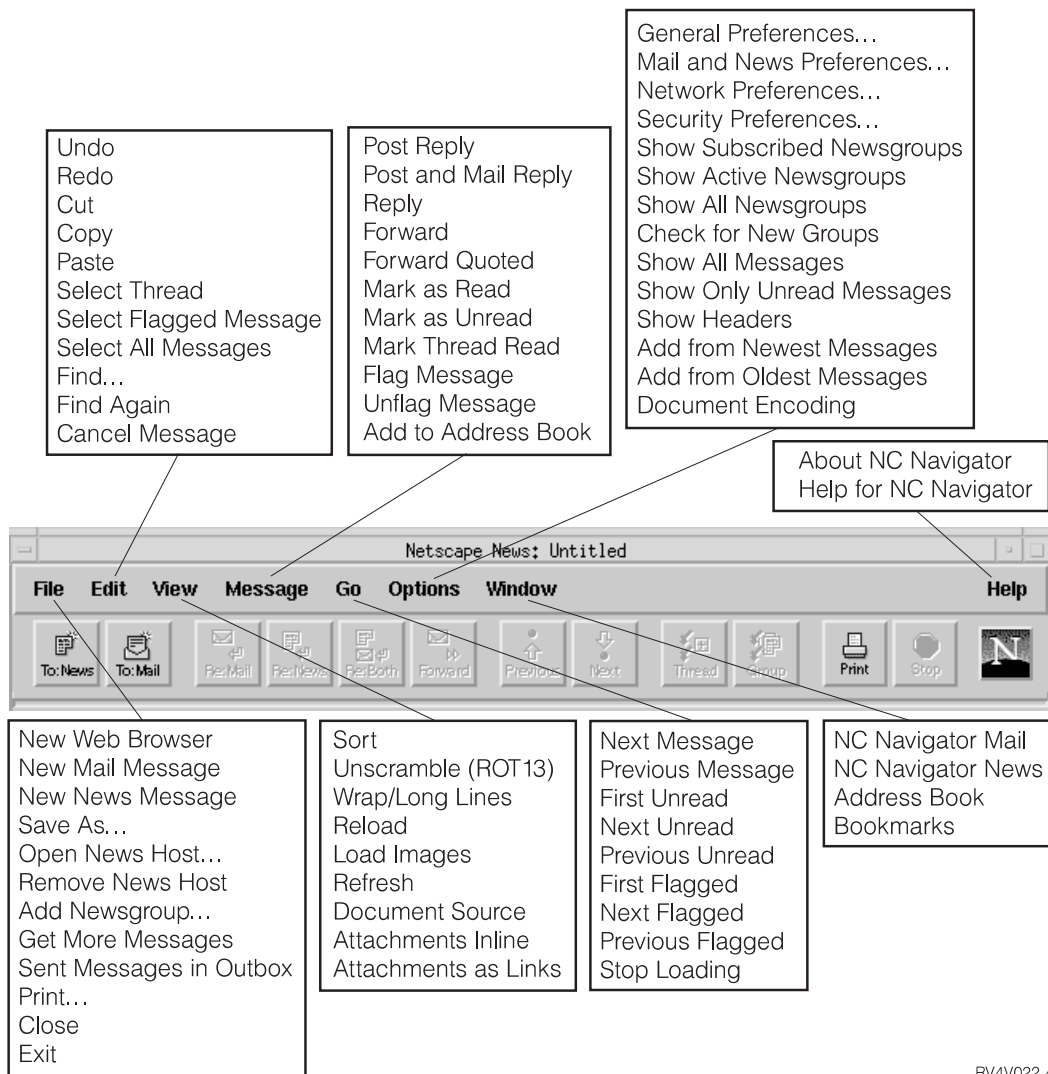 General Preferences...
Mail and News Preferences...
Network Preferences...
Security Preferences...
Show Subscribed Newsgroups
Show Active Newsgroups
Show All Newsgroups
Check for New Groups
Show All Messages
Show Only Unread Messages
Show Headers
Add from Newest Messages
Add from Oldest Messages
Document Encoding
Undo
Redo
Cut
Copy
Paste
Select Thread
Select Flagged Message
Select All Messages
Find...
Find Again
Cancel Message
Post Reply
Post and Mail Reply
Reply
Forward
Forward Quoted
Mark as Read
Mark as Unread
Mark Thread Read
Flag Message
Unflag Message
Add to Address Book
About NC Navigator
Help for NC Navigator
Netscape News: Untitled
File Edit View Message Go Options Window Help
To: News To: Mail Re:Mail Re:News Re:Both Forward Previous Next Thread Group Print Stop N
New Web Browser
New Mail Message
New News Message
Save As...
Open News Host...
Remove News Host
Add Newsgroup...
Get More Messages
Sent Messages in Outbox
Print...
Close
Exit
Sort
Unscramble (ROT13)
Wrap/Long Lines
Reload
Load Images
Refresh
Document Source
Attachments Inline
Attachments as Links
Next Message
Previous Message
First Unread
Next Unread
Previous Unread
First Flagged
Next Flagged
Previous Flagged
Stop Loading
NC Navigator Mail
NC Navigator News
Address Book
Bookmarks